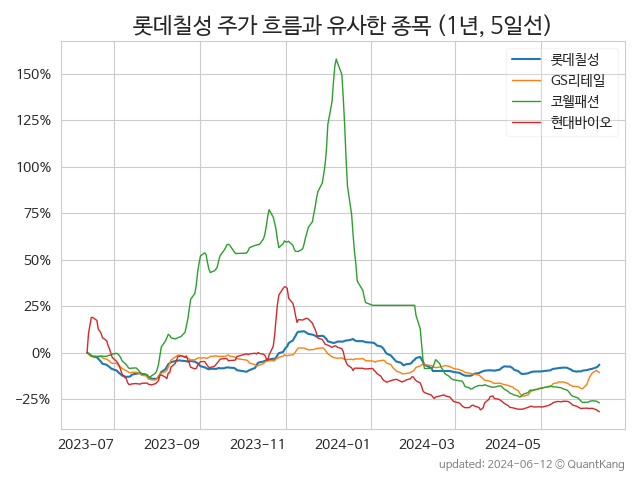 롯데칠성 주가 흐름과 유사한 종목 (1년, 5일선)
롯데칠성
GS리테일
코웰패션
현대바이오
150%
125%
100%
75%
50%
25%
0%
−25%
2023-07 2023-09 2023-11 2024-01 2024-03 2024-05
updated: 2024-06-12 © QuantKang